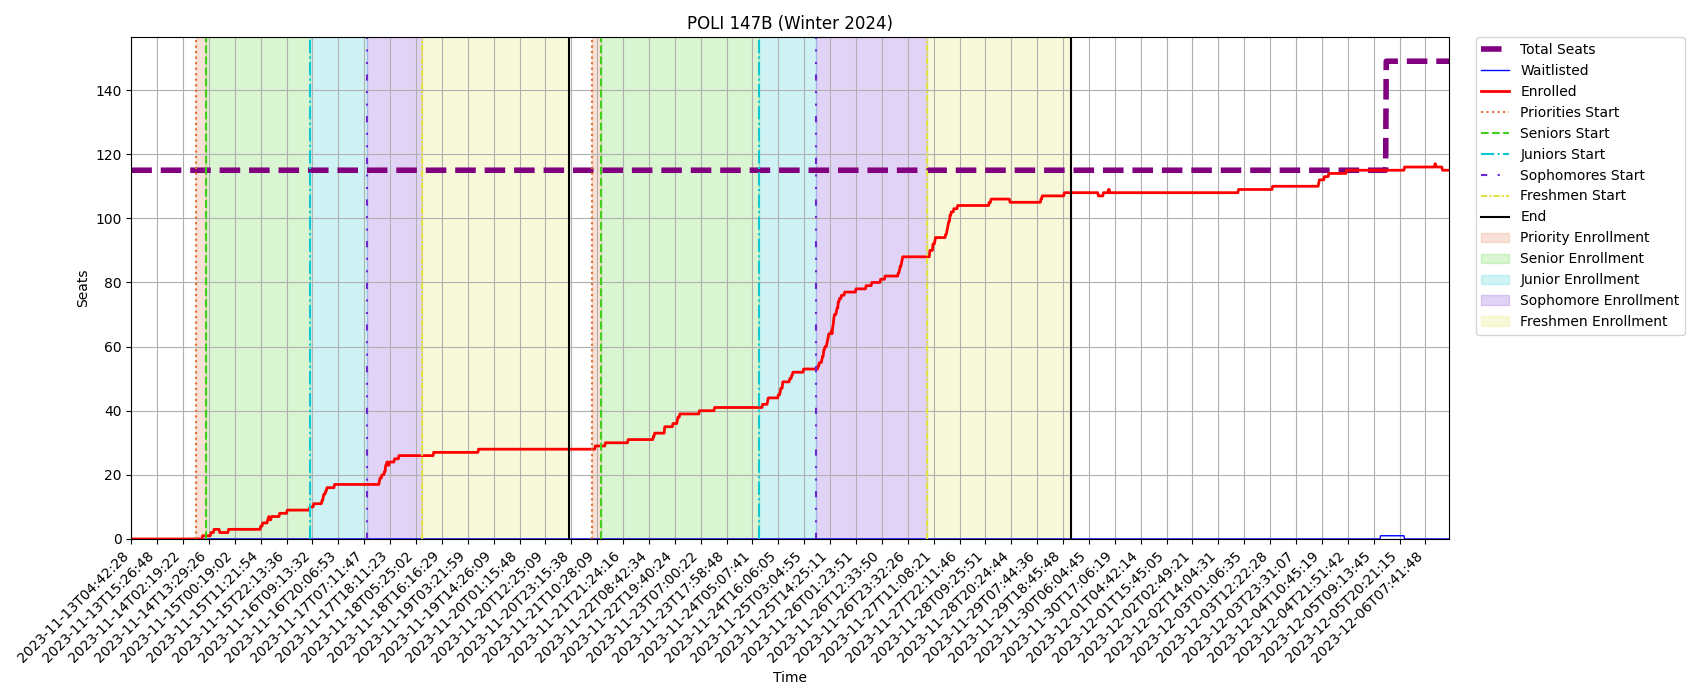 POLI 147B (Winter 2024)
Seats
140
120
100
80
60
40
20
0
2023-11-13T04:42:28
2023-11-13T15:26:48
2023-11-14T02:19:22
2023-11-14T13:29:26
2023-11-15T00:19:02
2023-11-15T11:21:54
2023-11-15T22:13:36
2023-11-16T09:13:32
2023-11-16T20:06:53
2023-11-17T07:11:47
2023-11-17T18:11:23
2023-11-18T05:25:02
2023-11-18T16:16:29
2023-11-19T03:21:59
2023-11-19T14:26:09
2023-11-20T01:15:48
2023-11-20T12:25:09
2023-11-20T23:15:38
2023-11-21T10:28:09
2023-11-21T21:24:16
2023-11-22T08:42:34
2023-11-22T19:40:24
2023-11-23T07:00:22
2023-11-23T17:58:48
2023-11-24T05:07:41
2023-11-24T16:06:05
2023-11-25T03:04:55
2023-11-25T14:25:11
2023-11-26T01:23:51
2023-11-26T12:33:50
2023-11-26T23:32:26
2023-11-27T11:08:21
2023-11-27T22:11:46
2023-11-28T09:25:51
2023-11-28T20:24:44
2023-11-29T07:44:36
2023-11-29T18:45:48
2023-11-30T06:04:45
2023-11-30T17:06:19
2023-12-01T04:42:14
2023-12-01T15:45:05
2023-12-02T02:49:21
2023-12-02T14:04:31
2023-12-03T01:06:35
2023-12-03T12:22:28
2023-12-03T23:31:07
2023-12-04T10:45:19
2023-12-04T21:51:42
2023-12-05T09:13:45
2023-12-05T20:21:15
2023-12-06T07:41:48
Time
Total Seats
Waitlisted
Enrolled
Priorities Start
Seniors Start
Juniors Start
Sophomores Start
Freshmen Start
End
Priority Enrollment
Senior Enrollment
Junior Enrollment
Sophomore Enrollment
Freshmen Enrollment